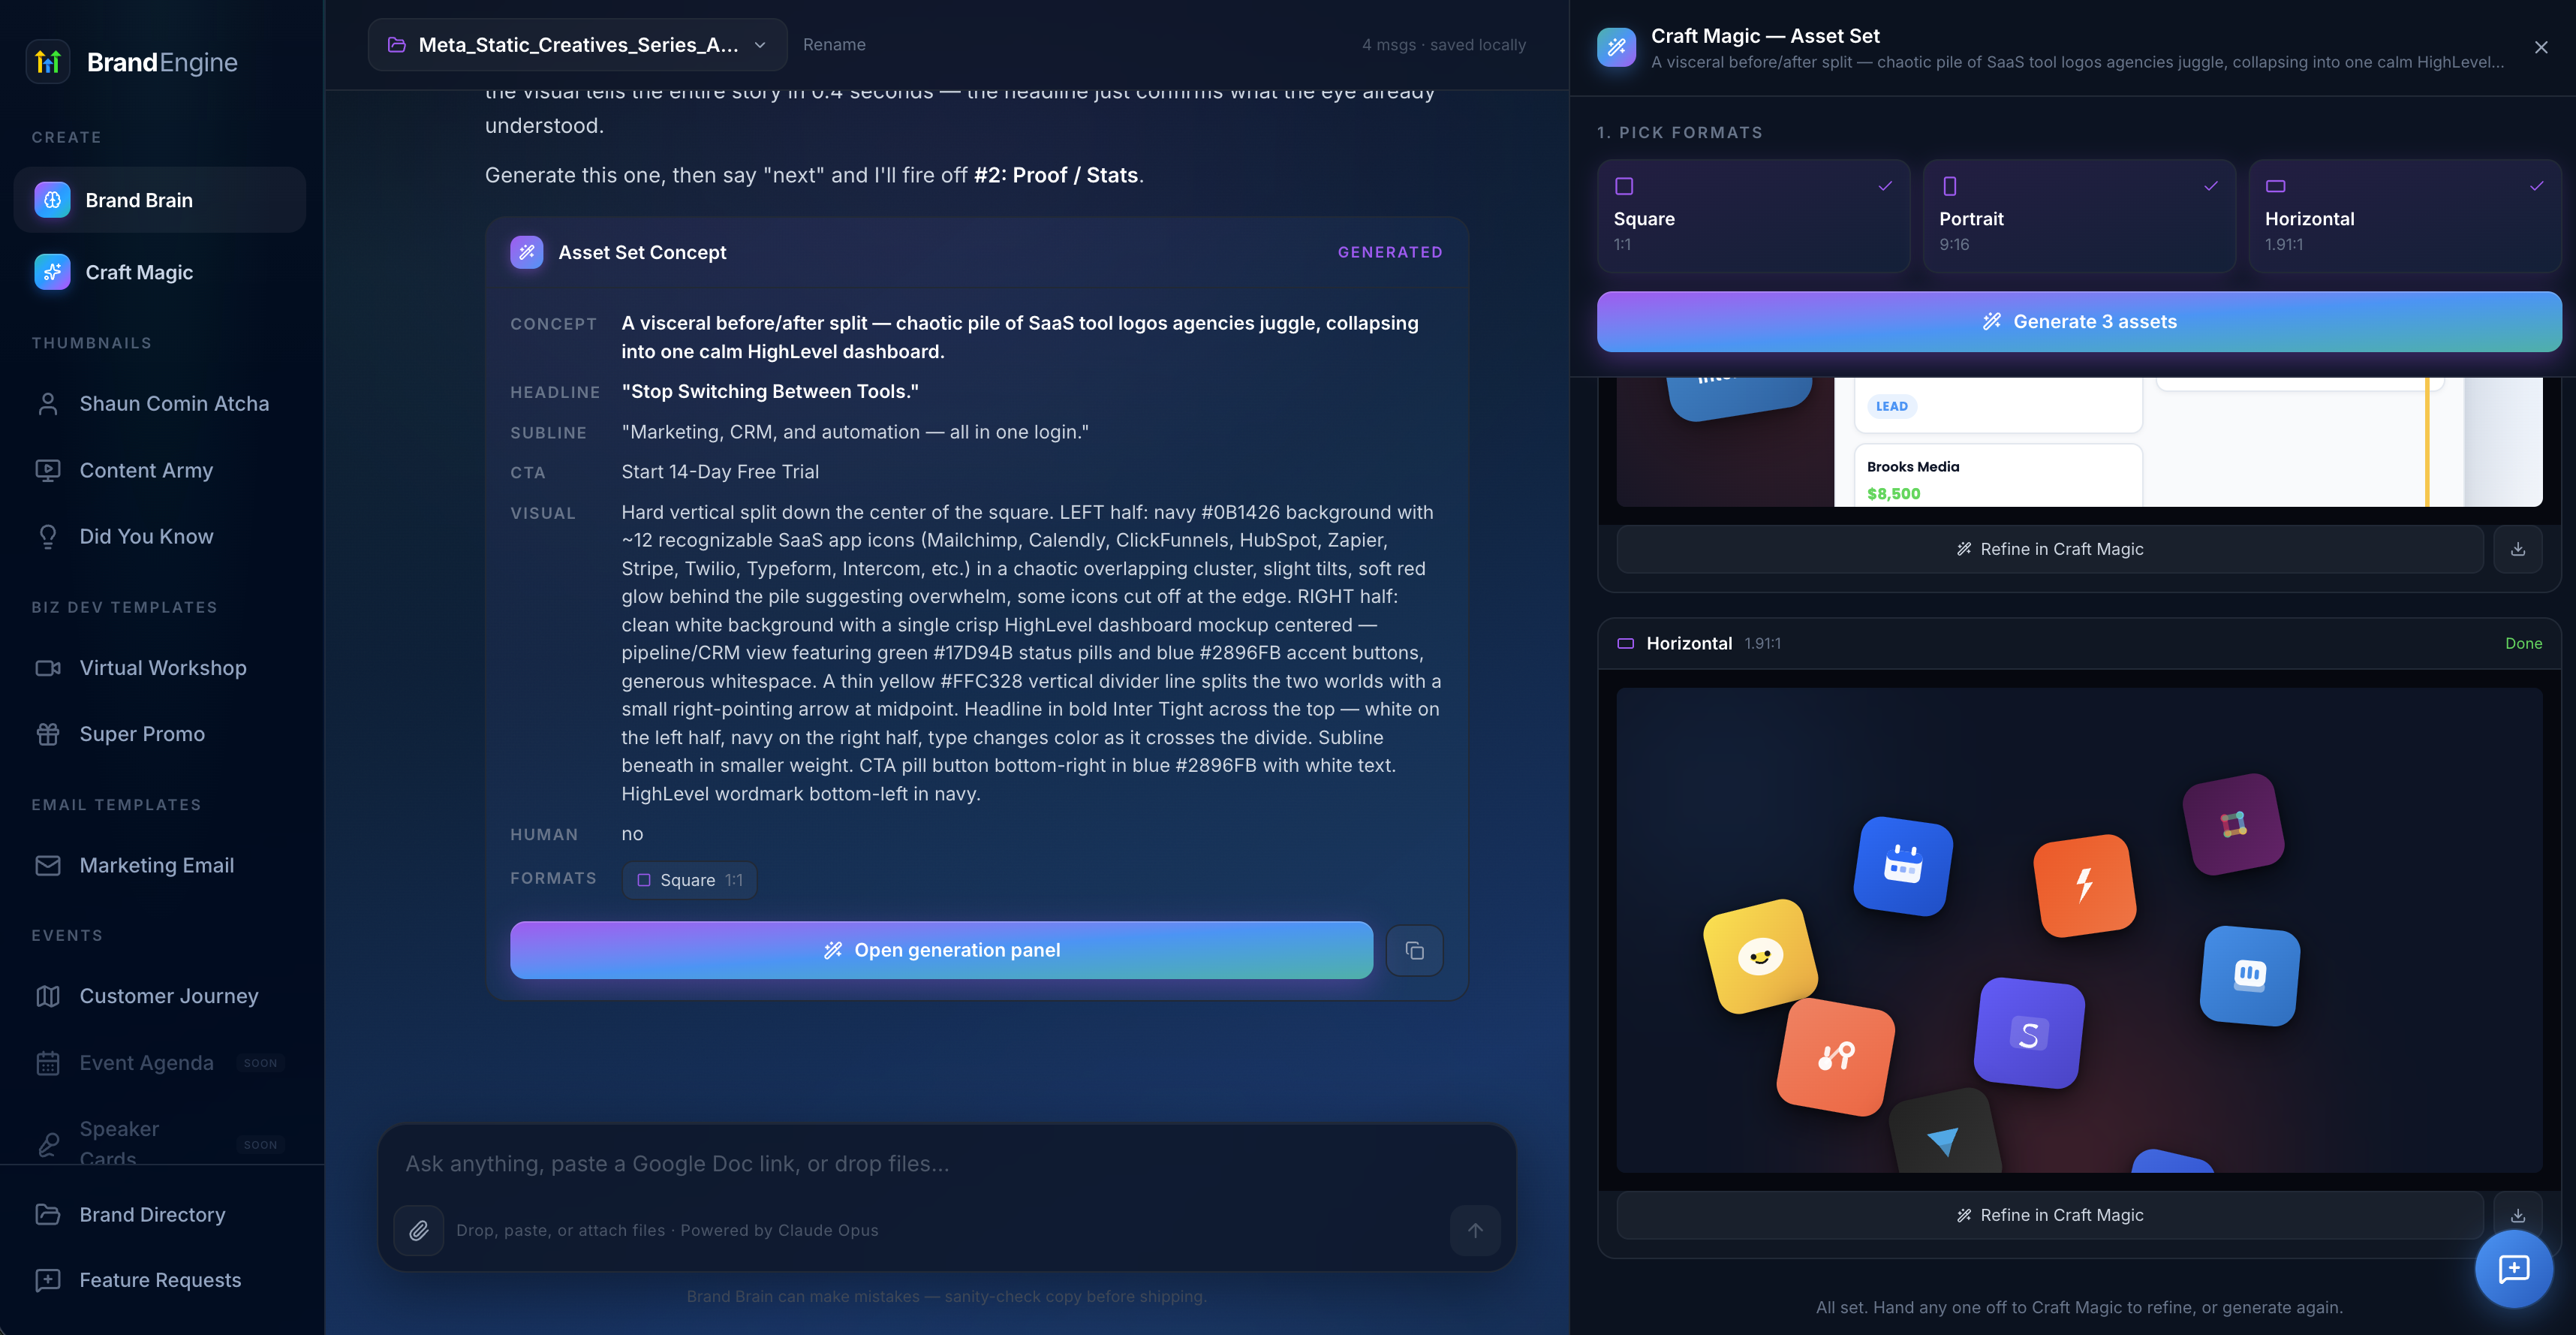 BrandEngine
CREATE
Brand Brain
Craft Magic
THUMBNAILS
Shaun Comin Atcha
Content Army
Did You Know
BIZ DEV TEMPLATES
Virtual Workshop
Super Promo
EMAIL TEMPLATES
Marketing Email
EVENTS
Customer Journey
Event Agenda SOON
Speaker
Cards SOON
Brand Directory
Feature Requests
Meta_Static_Creatives_Series_A...
Rename
4 msgs · saved locally
the visual tells the entire story in 0.4 seconds — the headline just confirms what the eye already
understood.
Generate this one, then say "next" and I'll fire off #2: Proof / Stats.
Asset Set Concept
GENERATED
CONCEPT A visceral before/after split — chaotic pile of SaaS tool logos agencies juggle, collapsing
into one calm HighLevel dashboard.
HEADLINE "Stop Switching Between Tools."
SUBLINE "Marketing, CRM, and automation — all in one login."
CTA Start 14-Day Free Trial
VISUAL Hard vertical split down the center of the square. LEFT half: navy #0B1426 background with
~12 recognizable SaaS app icons (Mailchimp, Calendly, ClickFunnels, HubSpot, Zapier,
Stripe, Twilio, Typeform, Intercom, etc.) in a chaotic overlapping cluster, slight tilts, soft red
glow behind the pile suggesting overwhelm, some icons cut off at the edge. RIGHT half:
clean white background with a single crisp HighLevel dashboard mockup centered —
pipeline/CRM view featuring green #17D94B status pills and blue #2896FB accent buttons,
generous whitespace. A thin yellow #FFC328 vertical divider line splits the two worlds with a
small right-pointing arrow at midpoint. Headline in bold Inter Tight across the top — white on
the left half, navy on the right half, type changes color as it crosses the divide. Subline
beneath in smaller weight. CTA pill button bottom-right in blue #2896FB with white text.
HighLevel wordmark bottom-left in navy.
HUMAN no
FORMATS Square 1:1
Open generation panel
Ask anything, paste a Google Doc link, or drop files...
Drop, paste, or attach files · Powered by Claude Opus
Brand Brain can make mistakes — sanity-check copy before shipping.
Craft Magic — Asset Set
A visceral before/after split — chaotic pile of SaaS tool logos agencies juggle, collapsing into one calm HighLevel...
1. PICK FORMATS
Square
1:1
Portrait
9:16
Horizontal
1.91:1
Generate 3 assets
LEAD
Brooks Media
$8,500
Refine in Craft Magic
Horizontal 1.91:1
Done
S
Refine in Craft Magic
All set. Hand any one off to Craft Magic to refine, or generate again.